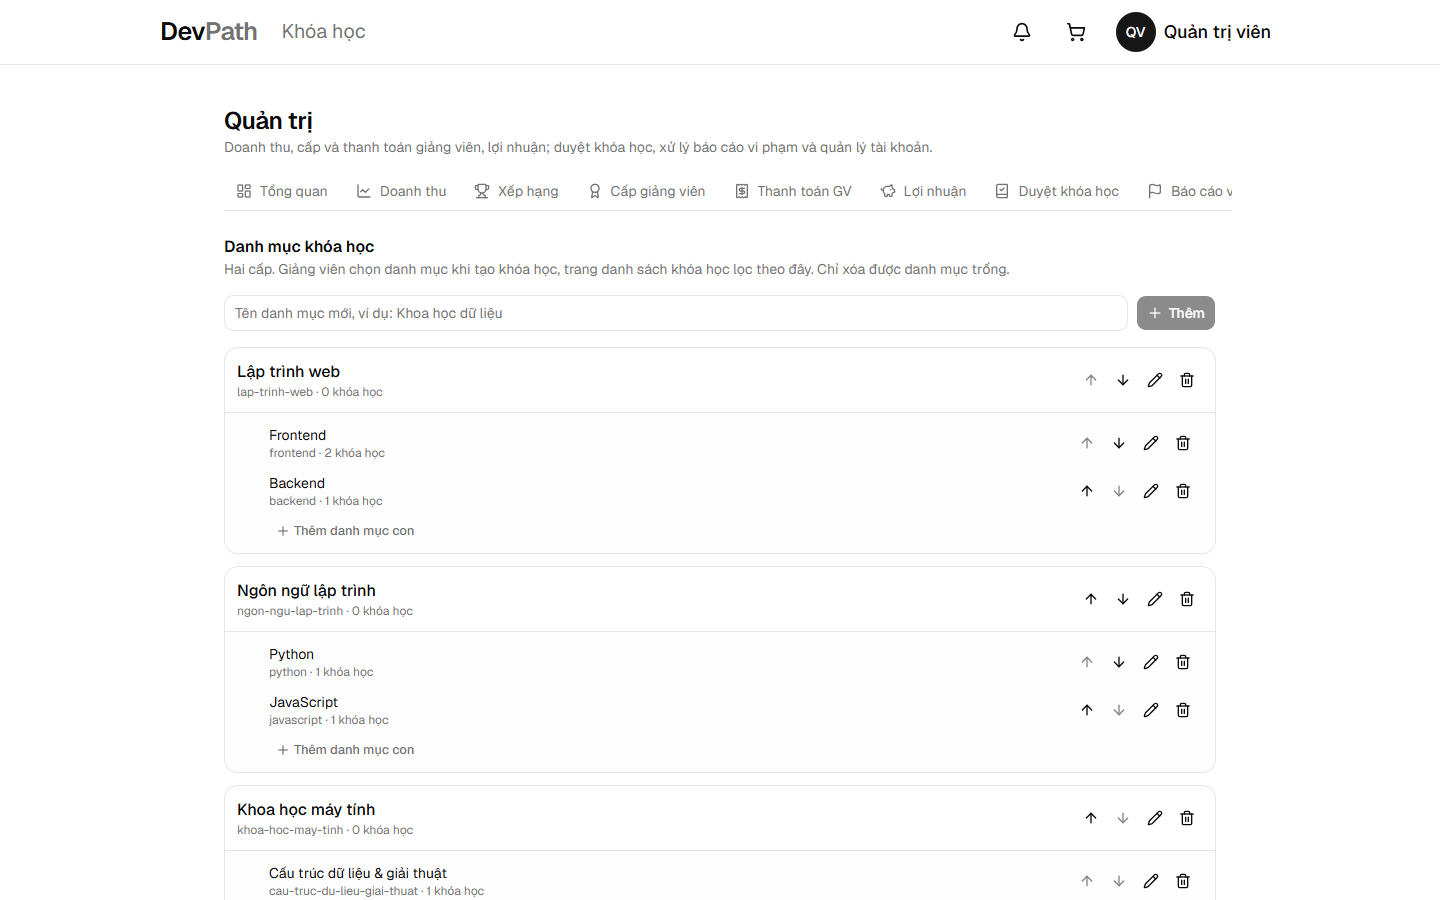 DevPath Khóa học QV Quản trị viên
Quản trị
Doanh thu, cấp và thanh toán giảng viên, lợi nhuận; duyệt khóa học, xử lý báo cáo vi phạm và quản lý tài khoản.
Tổng quan Doanh thu Xếp hạng Cấp giảng viên Thanh toán GV Lợi nhuận Duyệt khóa học Báo cáo v
Danh mục khóa học
Hai cấp. Giảng viên chọn danh mục khi tạo khóa học, trang danh sách khóa học lọc theo đây. Chỉ xóa được danh mục trống.
Tên danh mục mới, ví dụ: Khoa học dữ liệu + Thêm
Lập trình web
lap-trinh-web · 0 khóa học
Frontend
frontend · 2 khóa học
Backend
backend · 1 khóa học
+ Thêm danh mục con
Ngôn ngữ lập trình
ngon-ngu-lap-trinh · 0 khóa học
Python
python · 1 khóa học
JavaScript
javascript · 1 khóa học
+ Thêm danh mục con
Khoa học máy tính
khoa-hoc-may-tinh · 0 khóa học
Cấu trúc dữ liệu & giải thuật
cau-truc-du-lieu-giai-thuat · 1 khóa học